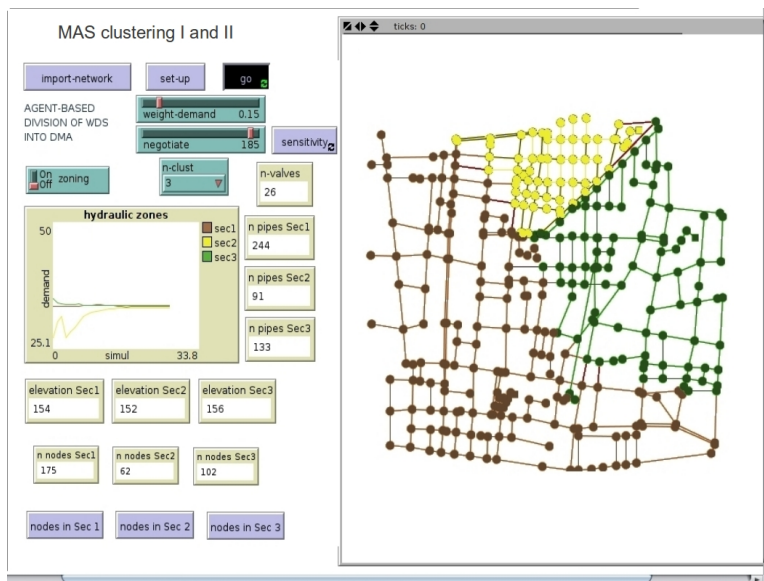 MAS clustering I and II
ticks: 0
import-network
set-up
go
AGENT-BASED
DIVISION OF WDS
INTO DMA
weight-demand 0.15
negotiate 185
sensitivity
On
Off
zoning
n-clust
3
n-valves
26
hydraulic zones
50
demand
25.1
0
simul
33.8
sec1
sec2
sec3
n pipes Sec1
244
n pipes Sec2
91
n pipes Sec3
133
elevation Sec1
154
elevation Sec2
152
elevation Sec3
156
n nodes Sec1
175
n nodes Sec2
62
n nodes Sec3
102
nodes in Sec 1
nodes in Sec 2
nodes in Sec 3